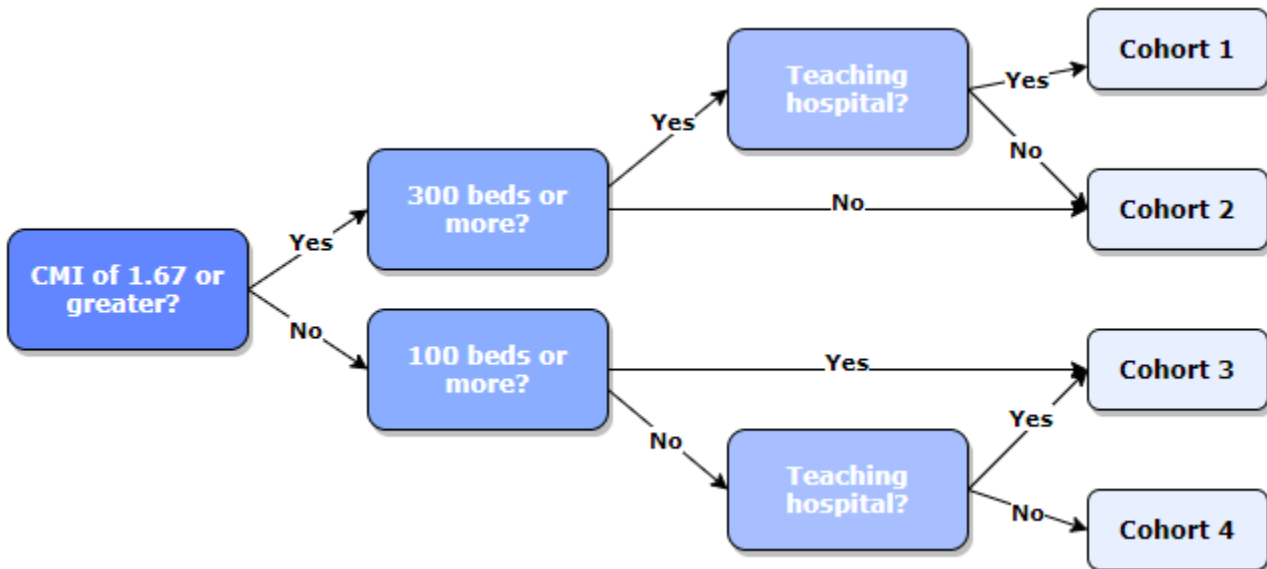 CMI of 1.67 or
greater?
Yes
No
300 beds or
more?
Yes
No
100 beds or
more?
Yes
No
Teaching
hospital?
Yes
No
Teaching
hospital?
Yes
No
Cohort 1
Cohort 2
Cohort 3
Cohort 4